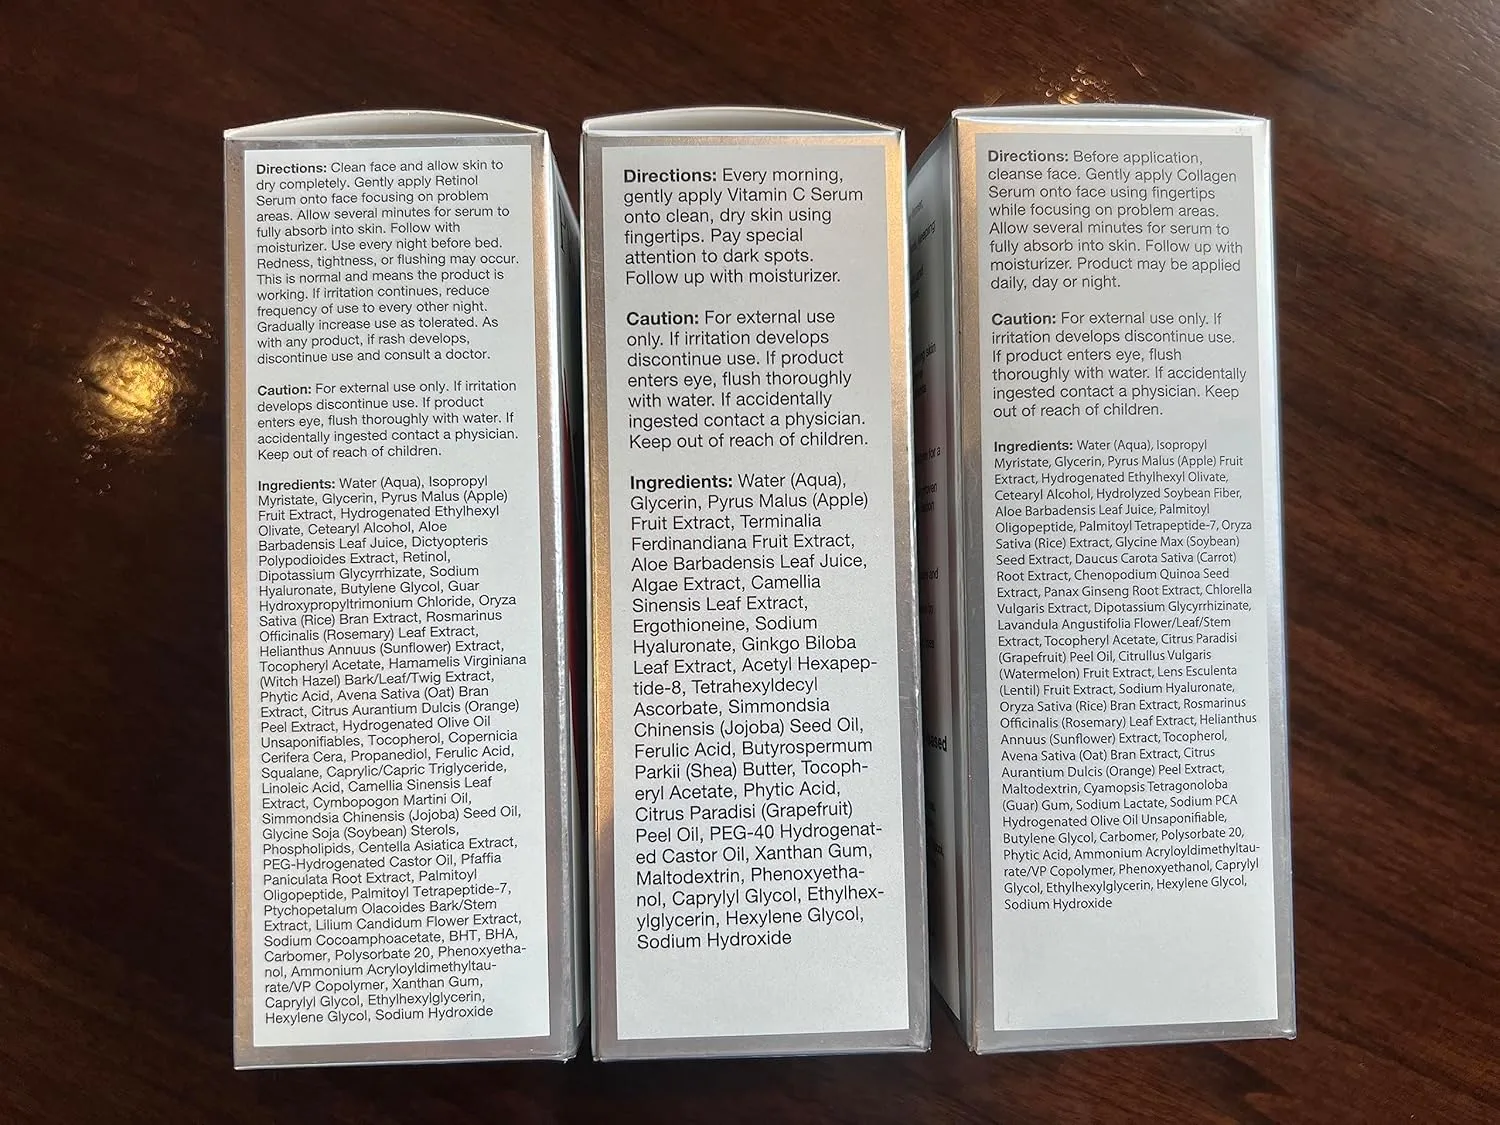 Directions: Clean face and allow skin to
dry completely. Gently apply Retinol
Serum onto face focusing on problem
areas. Allow several minutes for serum to
fully absorb into skin. Follow with
moisturizer. Use every night before bed.
Redness, tightness, or flushing may occur.
This is normal and means the product is
working. If irritation continues, reduce
frequency of use to every other night.
Gradually increase use as tolerated. As
with any product, if rash develops,
discontinue use and consult a doctor.
Caution: For external use only. If irritation
develops discontinue use. If product
enters eye, flush thoroughly with water. If
accidentally ingested contact a physician.
Keep out of reach of children.
Ingredients: Water (Aqua), Isopropyl
Myristate, Glycerin, Pyrus Malus (Apple)
Fruit Extract, Hydrogenated Ethylhexyl
Olivate, Cetearyl Alcohol, Aloe
Barbadensis Leaf Juice, Dictyopteris
Polypodioides Extract, Retinol,
Dipotassium Glycyrrhizate, Sodium
Hyaluronate, Butylene Glycol, Guar
Hydroxypropyltrimonium Chloride, Oryza
Sativa (Rice) Bran Extract, Rosmarinus
Officinalis (Rosemary) Leaf Extract,
Helianthus Annuus (Sunflower) Extract,
Tocopheryl Acetate, Hamamelis Virginiana
(Witch Hazel) Bark/Leaf/Twig Extract,
Phytic Acid, Avena Sativa (Oat) Bran
Extract, Citrus Aurantium Dulcis (Orange)
Peel Extract, Hydrogenated Olive Oil
Unsaponifiables, Tocopherol, Copernicia
Cerifera Cera, Propanediol, Ferulic Acid,
Squalane, Caprylic/Capric Triglyceride,
Linoleic Acid, Camellia Sinensis Leaf
Extract, Cymbopogon Martini Oil,
Simmondsia Chinensis (Jojoba) Seed Oil,
Glycine Soja (Soybean) Sterols,
Phospholipids, Centella Asiatica Extract,
PEG-Hydrogenated Castor Oil, Pfaffia
Paniculata Root Extract, Palmitoyl
Oligopeptide, Palmitoyl Tetrapeptide-7,
Ptychopetalum Olacoides Bark/Stem
Extract, Lilium Candidum Flower Extract,
Sodium Cocoamphoacetate, BHT, BHA,
Carbomer, Polysorbate 20, Phenoxyetha-
nol, Ammonium Acryloyldimethyltau-
rate/VP Copolymer, Xanthan Gum,
Caprylyl Glycol, Ethylhexylglycerin,
Hexylene Glycol, Sodium Hydroxide
Directions: Every morning,
gently apply Vitamin C Serum
onto clean, dry skin using
fingertips. Pay special
attention to dark spots.
Follow up with moisturizer.
Caution: For external use
only. If irritation develops
discontinue use. If product
enters eye, flush thoroughly
with water. If accidentally
ingested contact a physician.
Keep out of reach of children.
Ingredients: Water (Aqua),
Glycerin, Pyrus Malus (Apple)
Fruit Extract, Terminalia
Ferdinandiana Fruit Extract,
Aloe Barbadensis Leaf Juice,
Algae Extract, Camellia
Sinensis Leaf Extract,
Ergothioneine, Sodium
Hyaluronate, Ginkgo Biloba
Leaf Extract, Acetyl Hexapep-
tide-8, Tetrahexyldecyl
Ascorbate, Simmondsia
Chinensis (Jojoba) Seed Oil,
Ferulic Acid, Butyrospermum
Parkii (Shea) Butter, Tocoph-
eryl Acetate, Phytic Acid,
Citrus Paradisi (Grapefruit)
Peel Oil, PEG-40 Hydrogenat-
ed Castor Oil, Xanthan Gum,
Maltodextrin, Phenoxyetha-
nol, Caprylyl Glycol, Ethylhex-
ylglycerin, Hexylene Glycol,
Sodium Hydroxide
Directions: Before application,
cleanse face. Gently apply Collagen
Serum onto face using fingertips
while focusing on problem areas.
Allow several minutes for serum to
fully absorb into skin. Follow up with
moisturizer. Product may be applied
daily, day or night.
Caution: For external use only. If
irritation develops discontinue use.
If product enters eye, flush
thoroughly with water. If accidentally
ingested contact a physician. Keep
out of reach of children.
Ingredients: Water (Aqua), Isopropyl
Myristate, Glycerin, Pyrus Malus (Apple) Fruit
Extract, Hydrogenated Ethylhexyl Olivate,
Cetearyl Alcohol, Hydrolyzed Soybean Fiber,
Aloe Barbadensis Leaf Juice, Palmitoyl
Oligopeptide, Palmitoyl Tetrapeptide-7, Oryza
Sativa (Rice) Extract, Glycine Max (Soybean)
Seed Extract, Daucus Carota Sativa (Carrot)
Root Extract, Chenopodium Quinoa Seed
Extract, Panax Ginseng Root Extract, Chlorella
Vulgaris Extract, Dipotassium Glycyrrhizinate,
Lavandula Angustifolia Flower/Leaf/Stem
Extract, Tocopheryl Acetate, Citrus Paradisi
(Grapefruit) Peel Oil, Citrullus Vulgaris
(Watermelon) Fruit Extract, Lens Esculenta
(Lentil) Fruit Extract, Sodium Hyaluronate,
Oryza Sativa (Rice) Bran Extract, Rosmarinus
Officinalis (Rosemary) Leaf Extract, Helianthus
Annuus (Sunflower) Extract, Tocopherol,
Avena Sativa (Oat) Bran Extract, Citrus
Aurantium Dulcis (Orange) Peel Extract,
Maltodextrin, Cyamopsis Tetragonoloba
(Guar) Gum, Sodium Lactate, Sodium PCA
Hydrogenated Olive Oil Unsaponifiable,
Butylene Glycol, Carbomer, Polysorbate 20,
Phytic Acid, Ammonium Acryloyldimethyltau-
rate/VP Copolymer, Phenoxyethanol, Caprylyl
Glycol, Ethylhexylglycerin, Hexylene Glycol,
Sodium Hydroxide